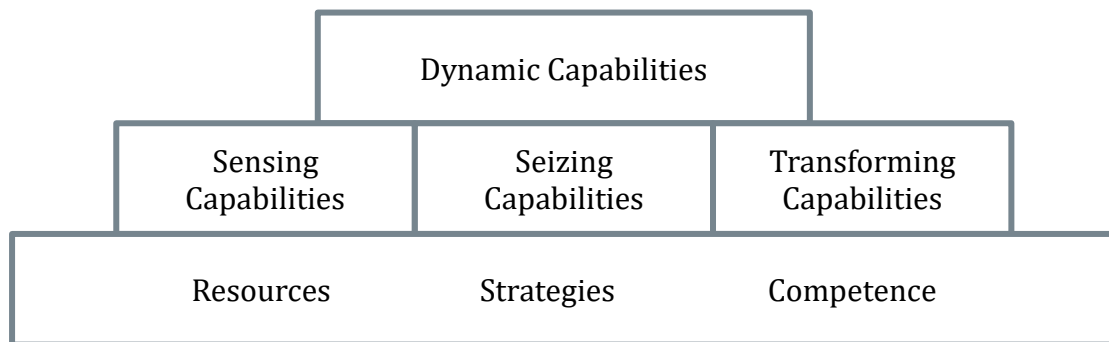 Dynamic Capabilities
Sensing
Capabilities
Seizing
Capabilities
Transforming
Capabilities
Resources
Strategies
Competence